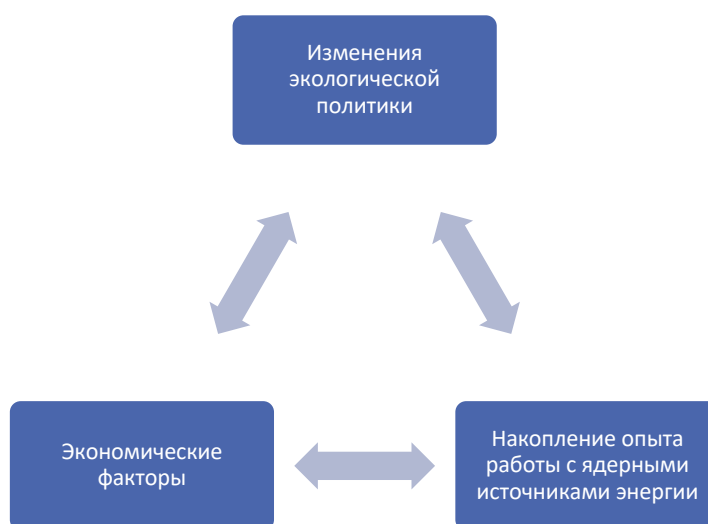 Изменения
экологической
политики
Экономические
факторы
Накопление опыта
работы с ядерными
источниками энергии